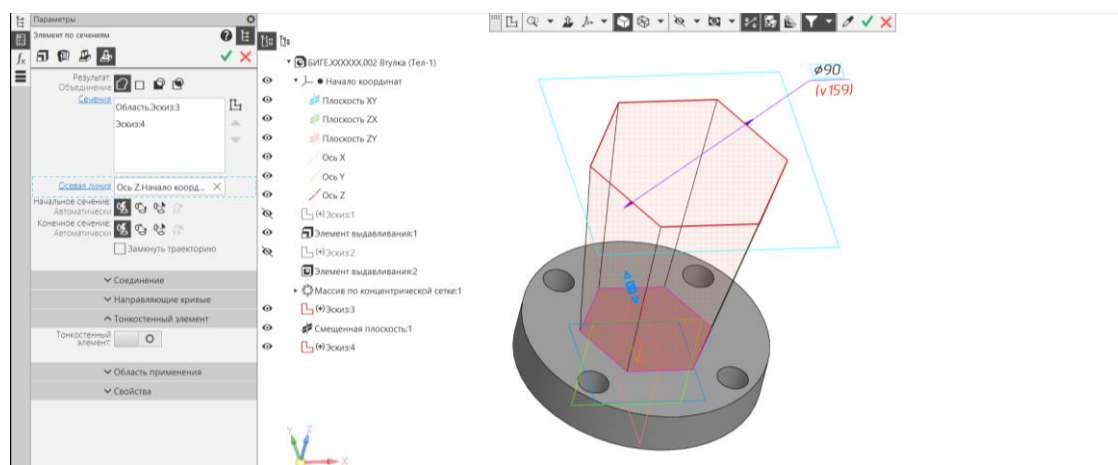 Параметры
Элемент по сечениям
Результат:
Объединение
Сечения
Область.Эскиз:3
Эскиз:4
Осевая линия
Ось Z.Начало коорд...
Начальное сечение:
Автоматически
Конечное сечение:
Автоматически
Замкнуть траекторию
Соединение
Направляющие кривые
Тонкостенный элемент
Тонкостенный
элемент:
Область применения
Свойства
БИГЕ.XXXXXX.002 Втулка (Тел-1)
Начало координат
Плоскость XY
Плоскость ZX
Плоскость ZY
Ось X
Ось Y
Ось Z
(+)Эскиз:1
Элемент выдавливания:1
(+)Эскиз:2
Элемент выдавливания:2
Массив по концентрической сетке:1
(+)Эскиз:3
Смещенная плоскость:1
(+)Эскиз:4
⌀90
(v159)
Y
Z
X